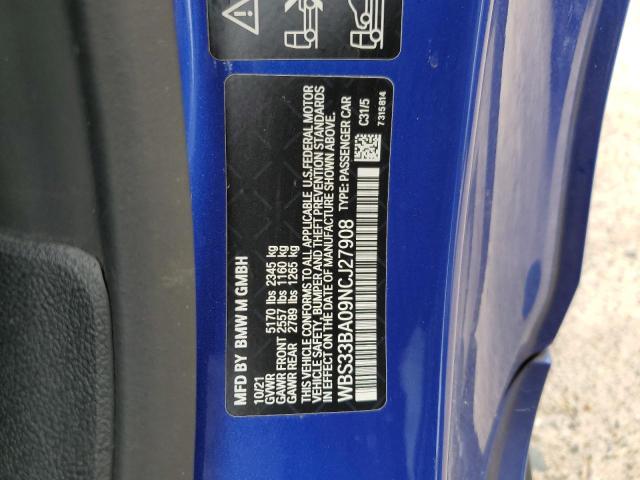 MFD BY BMW M GMBH
10/21
GVWR 5170 lbs 2345 kg
GAWR FRONT 2557 lbs 1160 kg
GAWR REAR 2789 lbs 1265 kg
THIS VEHICLE CONFORMS TO ALL APPLICABLE U.S.FEDERAL MOTOR
VEHICLE SAFETY, BUMPER AND THEFT PREVENTION STANDARDS
IN EFFECT ON THE DATE OF MANUFACTURE SHOWN ABOVE.
WBS33BA09NCJ27908 TYPE: PASSENGER CAR
C31/5
7315814